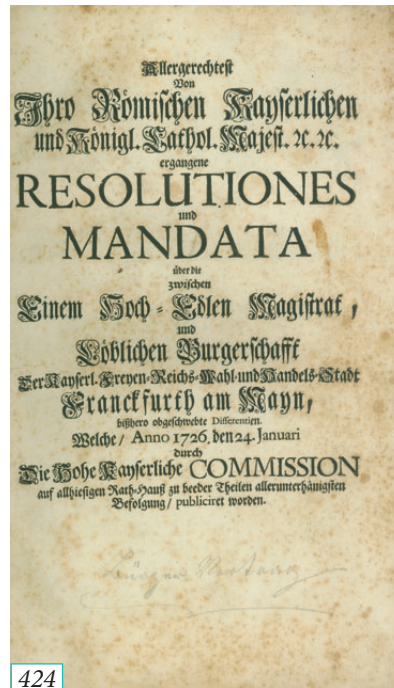 Allergerechtest
Von
Ihro Römischen Kayserlichen
und Königl. Cathol. Majest. ꝛc. ꝛc.
ergangene
RESOLUTIONES
und
MANDATA
über die
zwischen
Einem Hoch-Edlen Magistrat,
und
Löblichen Burgerschafft
Der Kayserl. Freyen-Reichs-Wahl-und Handels-Stadt
Franckfurth am Mayn,
bißhero obgeschwebte Differentien.
Welche / Anno 1726, den 24. Januari
durch
Die Hohe Kayserliche COMMISSION
auf allhiesigen Rath-Hauß zu beeder Theilen allerunterthänigsten
Befolgung / publiciret worden.
Bürger
424